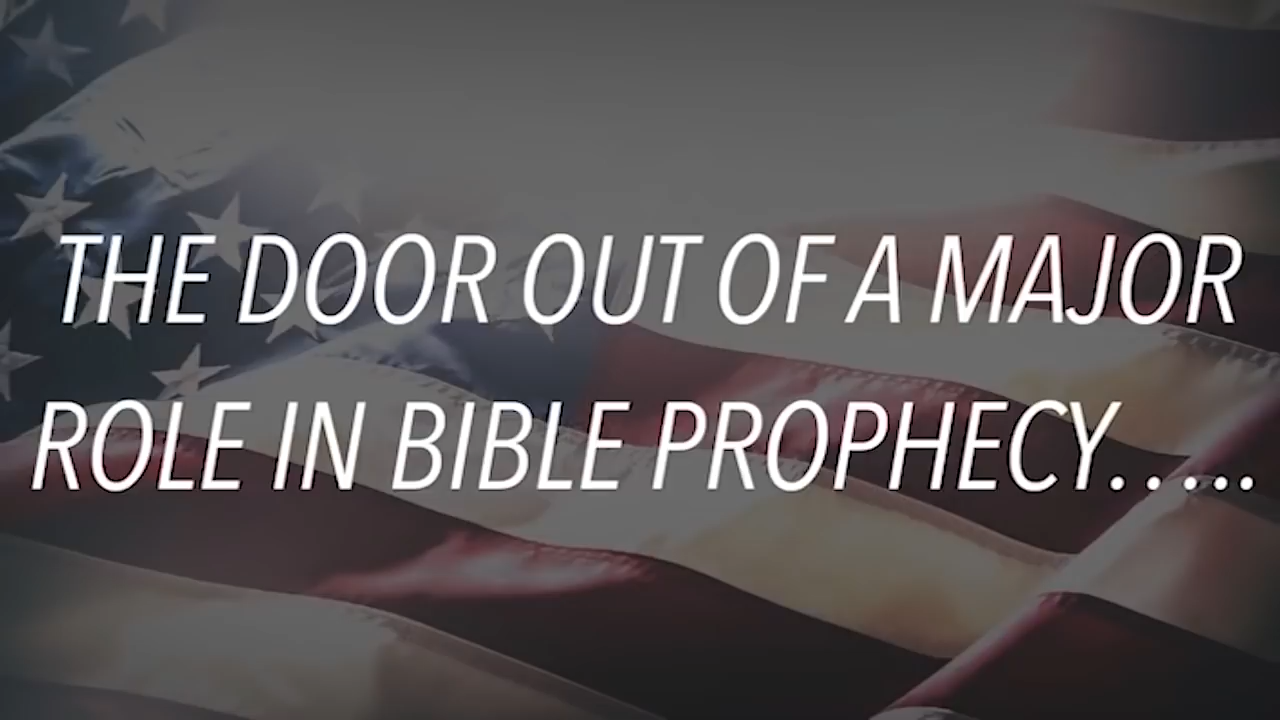 THE DOOR OUT OF A MAJOR
ROLE IN BIBLE PROPHECY.....